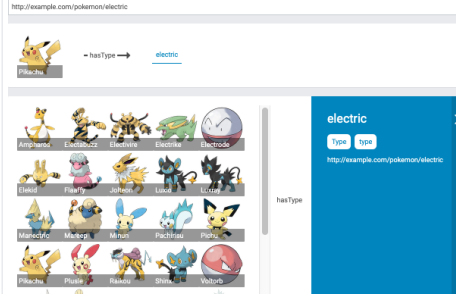 http://example.com/pokemon/electric
Pikachu
hasType
electric
Ampharos Electabuzz Electivire Electrike Electrode
Elekid Flaaffy Jolteon Luxio Luxray
Manectric Mareep Minun Pachirisu Pichu
Pikachu Plusle Raikou Shinx Voltorb
hasType
electric
Type type
http://example.com/pokemon/electric